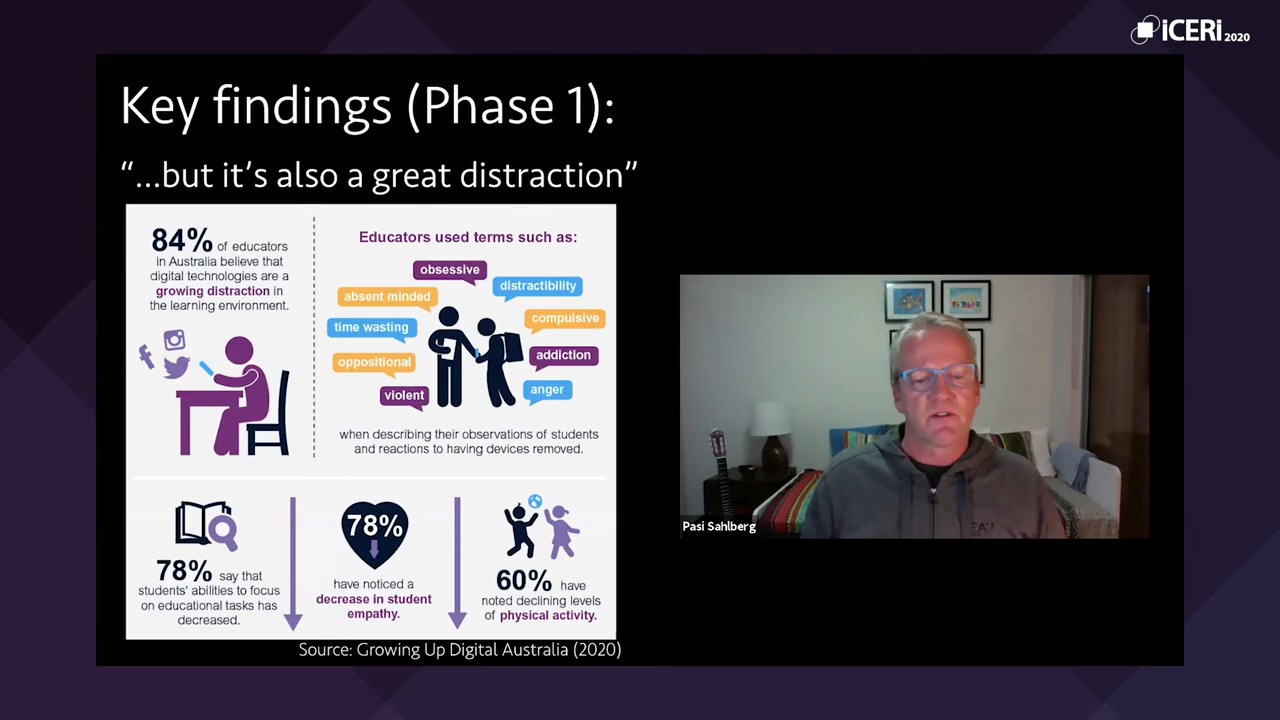 iCERi 2020
Key findings (Phase 1):
“...but it’s also a great distraction”
84% of educators
in Australia believe that
digital technologies are a
growing distraction in
the learning environment.
Educators used terms such as:
obsessive
absent minded
distractibility
time wasting
compulsive
oppositional
addiction
violent
anger
when describing their observations of students
and reactions to having devices removed.
78% say that
students’ abilities to focus
on educational tasks has
decreased.
78%
have noticed a
decrease in student
empathy.
60% have
noted declining levels
of physical activity.
Source: Growing Up Digital Australia (2020)
Pasi Sahlberg